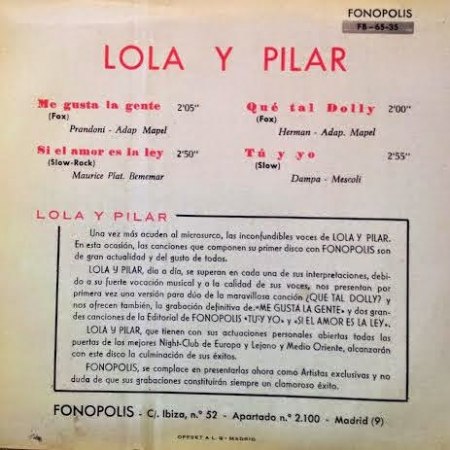 FONOPOLIS
FB-65-35
LOLA Y PILAR
Me gusta la gente 2'05"
(Fox)
Prandoni - Adap Mapel
Qué tal Dolly 2'00"
(Fox)
Herman - Adap. Mapel
Si el amor es la ley 2'50"
(Slow-Rock)
Maurice Plat. Bememar
Tú y yo 2'55"
(Slow)
Dampa - Mescoli
LOLA Y PILAR
Una vez más acuden al microsurco, las inconfundibles voces de LOLA Y PILAR.
En esta ocasión, las canciones que componen su primer disco con FONOPOLIS son
de gran actualidad y del gusto de todos.
LOLA Y PILAR, día a día, se superan en cada una de sus interpretaciones, debi-
do a su fuerte vocación musical y a la calidad de sus voces, nos presentan por
primera vez una versión para dúo de la maravillosa canción ¿QUE TAL DOLLY? y
nos ofrecen también, la grabación definitiva de «ME GUSTA LA GENTE» y dos gran-
des canciones de la Editorial de FONOPOLIS «TU Y YO» y «SI EL AMOR ES LA LEY».
LOLA Y PILAR, que tienen con sus actuaciones personales abiertas todas las
puertas de los mejores Night-Club de Europa y Lejano y Medio Oriente, alcanzarán
con este disco la culminación de sus éxitos.
FONOPOLIS, se complace en presentarlas ahora como Artistas exclusivas y no
duda de que sus grabaciones constituirán siempre un clamoroso éxito.
FONOPOLIS - C/. Ibiza, n.° 52 - Apartado n.° 2.100 - Madrid (9)
OFFSET A L. B - MADRID